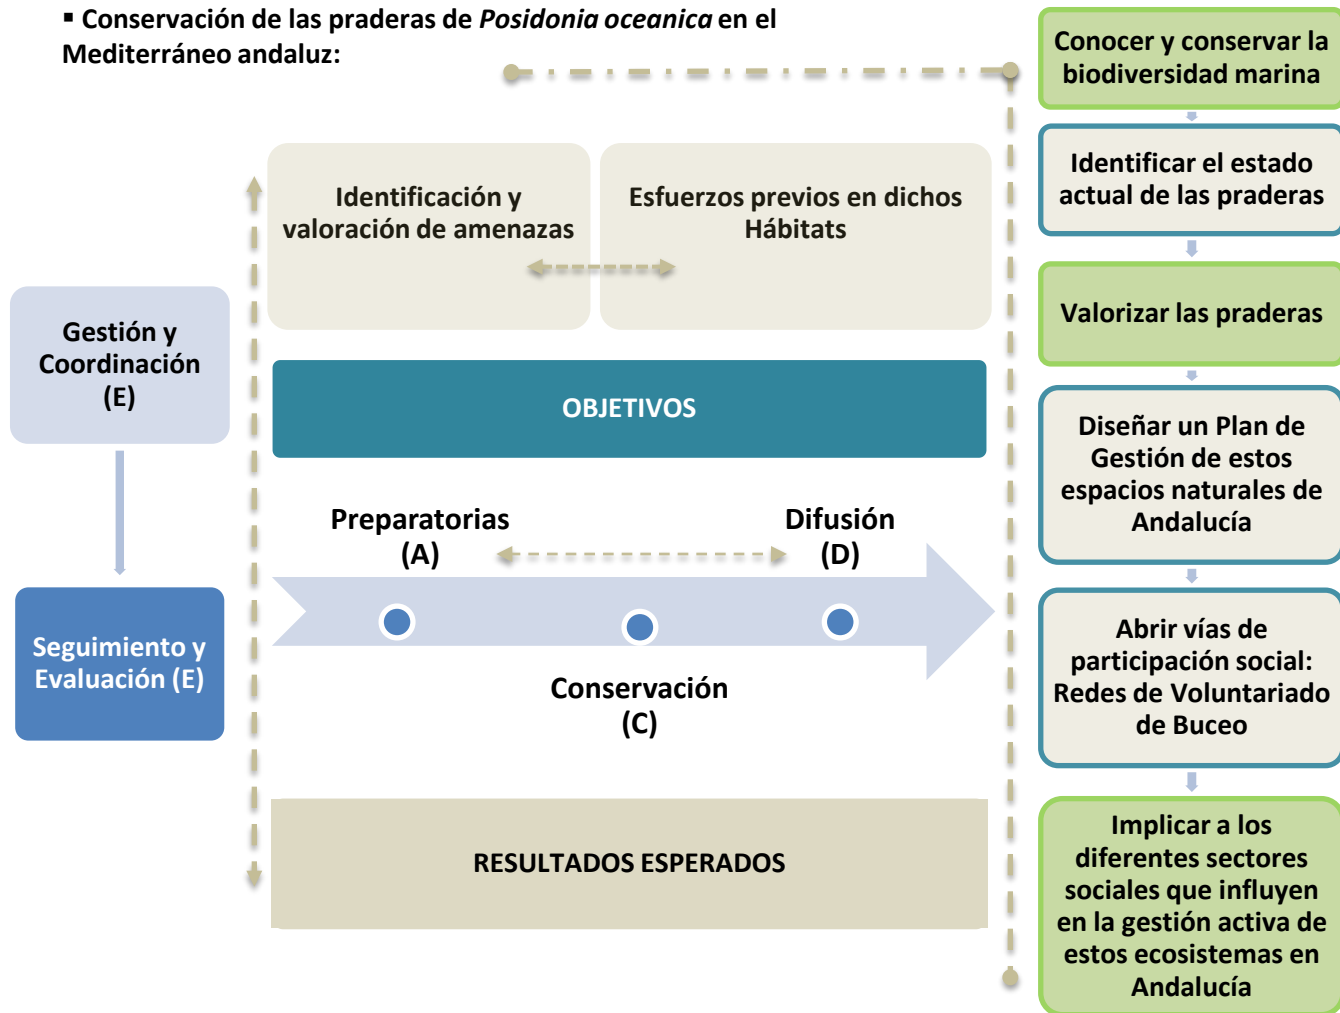 ▪ Conservación de las praderas de Posidonia oceanica en el
Mediterráneo andaluz:
Identificación y
valoración de amenazas
Esfuerzos previos en dichos
Hábitats
Gestión y
Coordinación
(E)
OBJETIVOS
Preparatorias
(A)
Difusión
(D)
Seguimiento y
Evaluación (E)
Conservación
(C)
RESULTADOS ESPERADOS
Conocer y conservar la
biodiversidad marina
Identificar el estado
actual de las praderas
Valorizar las praderas
Diseñar un Plan de
Gestión de estos
espacios naturales de
Andalucía
Abrir vías de
participación social:
Redes de Voluntariado
de Buceo
Implicar a los
diferentes sectores
sociales que influyen
en la gestión activa de
estos ecosistemas en
Andalucía